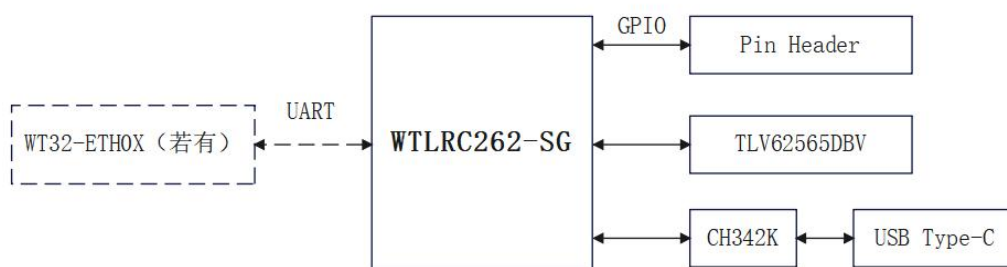 GPIO
Pin Header
UART
WT32-ETH0X（若有）
WTLRC262-SG
TLV62565DBV
CH342K
USB Type-C